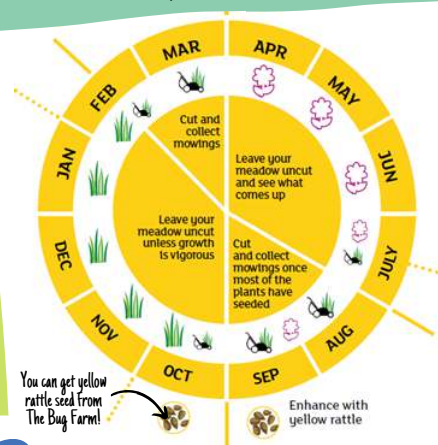 MAR
APR
MAY
JUN
JULY
AUG
SEP
OCT
NOV
DEC
JAN
FEB
Cut and
collect
mowings
Leave your
meadow uncut
and see what
comes up
Leave your
meadow uncut
unless growth
is vigorous
Cut
and collect
mowings once
most of the
plants have
seeded
You can get yellow
rattle seed from
The Bug Farm!
Enhance with
yellow rattle